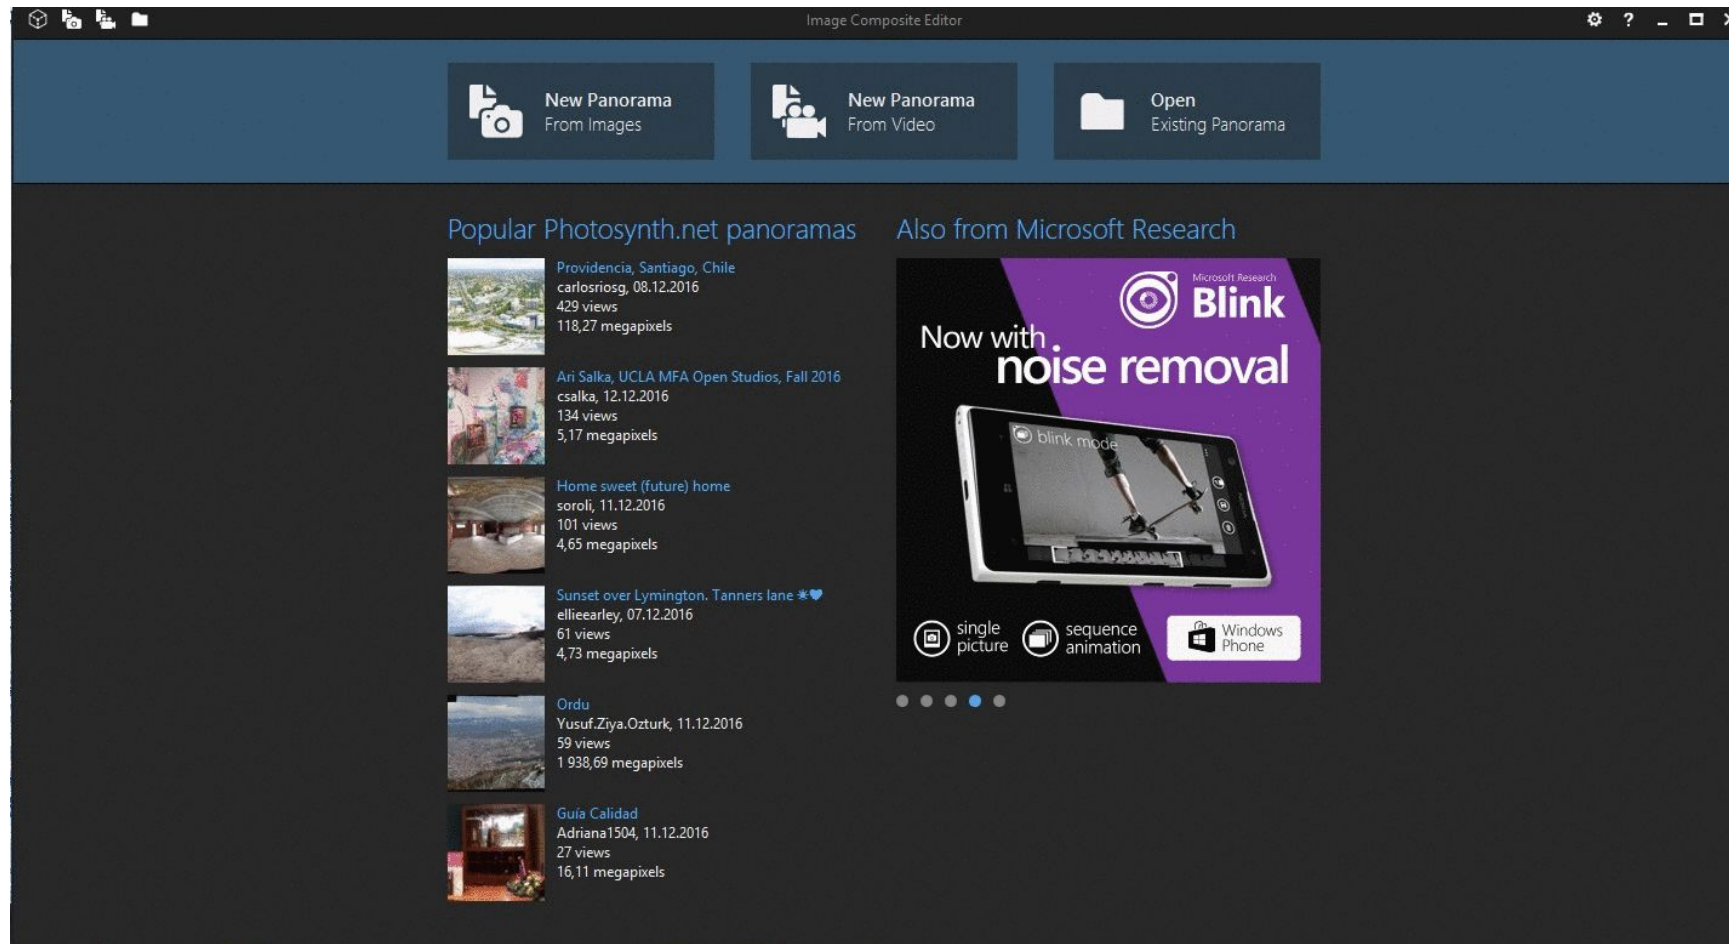 Image Composite Editor
?
New Panorama
From Images
New Panorama
From Video
Open
Existing Panorama
Popular Photosynth.net panoramas
Providencia, Santiago, Chile
carlosriosg, 08.12.2016
429 views
118,27 megapixels
Ari Salka, UCLA MFA Open Studios, Fall 2016
csalka, 12.12.2016
134 views
5,17 megapixels
Home sweet (future) home
soroli, 11.12.2016
101 views
4,65 megapixels
Sunset over Lymington. Tanners lane ☀♥
ellieearley, 07.12.2016
61 views
4,73 megapixels
Ordu
Yusuf.Ziya.Ozturk, 11.12.2016
59 views
1 938,69 megapixels
Guía Calidad
Adriana1504, 11.12.2016
27 views
16,11 megapixels
Also from Microsoft Research
Microsoft Research
Blink
Now with
noise removal
blink mode
single
picture
sequence
animation
Windows
Phone